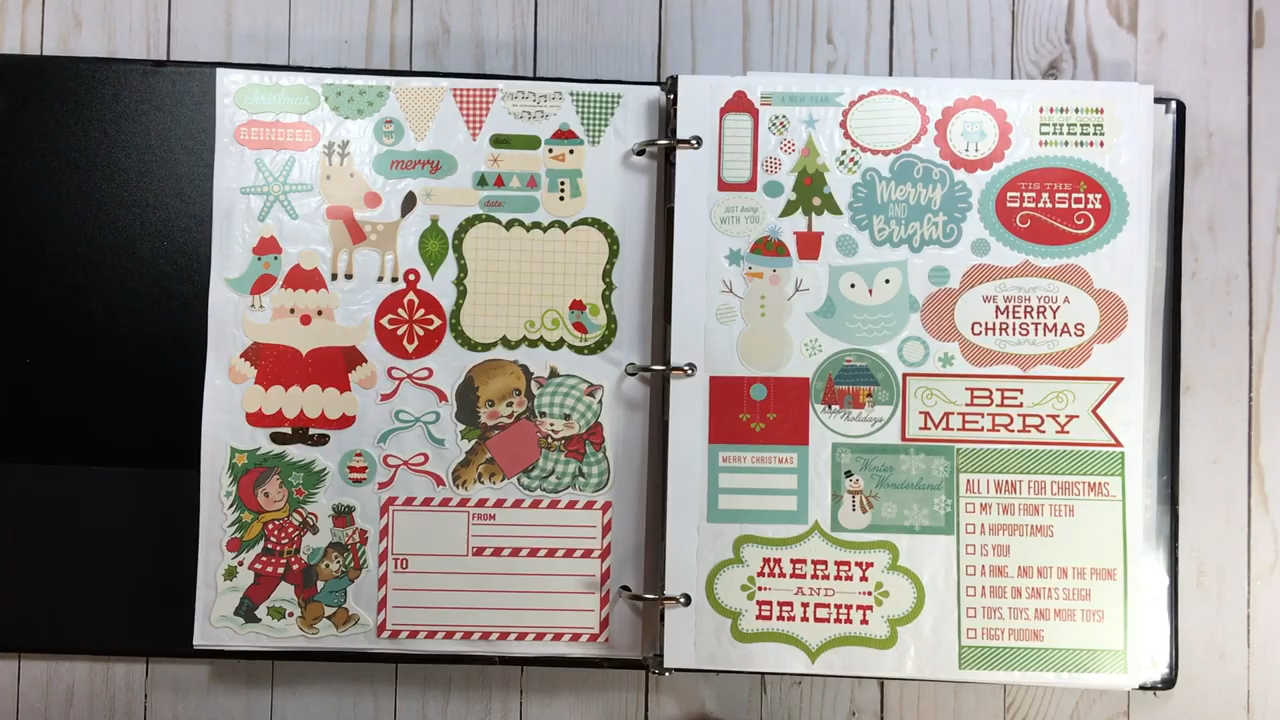 christmas
REINDEER
merry
date:
date:
FROM
TO
A NEW YEAR
BE OF GOOD
CHEER
JUST being
WITH YOU
Merry
AND
Bright
'TIS THE
SEASON
WE WISH YOU A
MERRY
CHRISTMAS
happy
holidays
BE
MERRY
MERRY CHRISTMAS
Winter
Wonderland
ALL I WANT FOR CHRISTMAS...
MY TWO FRONT TEETH
A HIPPOPOTAMUS
IS YOU!
A RING... AND NOT ON THE PHONE
A RIDE ON SANTA'S SLEIGH
TOYS, TOYS, AND MORE TOYS!
FIGGY PUDDING
MERRY
AND
BRIGHT